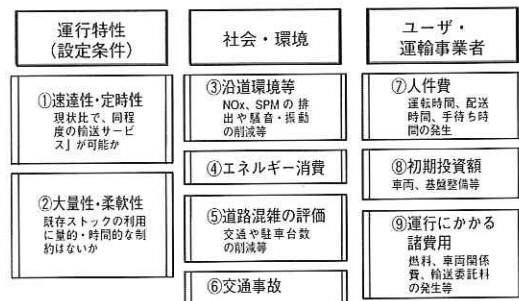 運行特性
(設定条件)
①速達性・定時性
現状比で、同程
度の輸送サービ
ス」が可能か
②大量性・柔軟性
既存ストックの利用
に量的・時間的な制
約はないか
社会・環境
③沿道環境等
NOx、SPMの排
出や騒音・振動
の削減等
④エネルギー消費
⑤道路混雑の評価
交通や駐車台数
の削減等
⑥交通事故
ユーザ・
運輸事業者
⑦人件費
運転時間、配送
時間、手待ち時
間の発生
⑧初期投資額
車両、基盤整備等
⑨運行にかかる
諸費用
燃料、車両関係
費、輸送委託料
の発生等